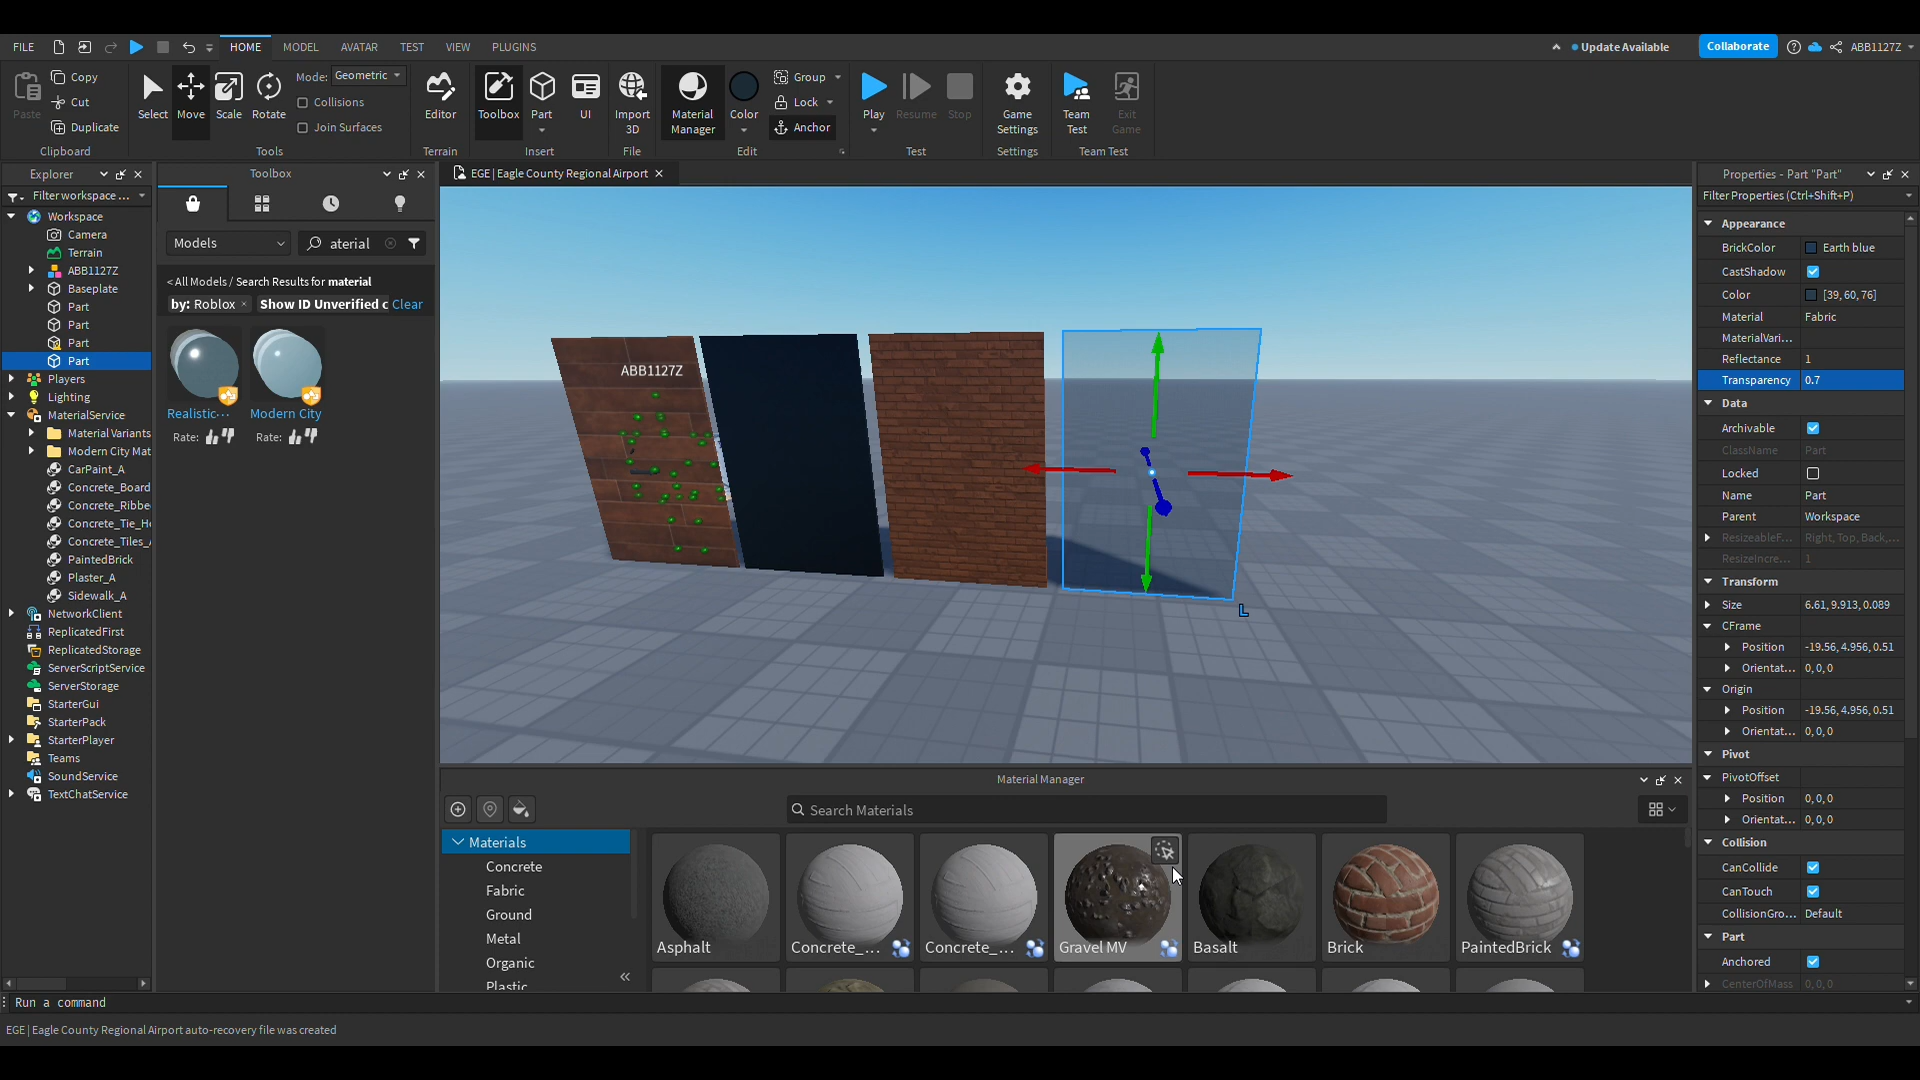 FILE HOME MODEL AVATAR TEST VIEW PLUGINS Update Available Collaborate ABB1127Z
Paste Copy Cut Duplicate Clipboard
Select Move Scale Rotate Mode: Geometric Collisions Join Surfaces Tools
Editor Terrain
Toolbox Part UI Insert
Import 3D File
Material Manager Color Group Lock Anchor Edit
Play Resume Stop Test
Game Settings Settings
Team Test Exit Game Team Test
Explorer
Filter workspace ...
Workspace
Camera
Terrain
ABB1127Z
Baseplate
Part
Part
Part
Part
Players
Lighting
MaterialService
Material Variants
Modern City Mat
CarPaint_A
Concrete_Board
Concrete_Ribbe
Concrete_Tie_H
Concrete_Tiles_
PaintedBrick
Plaster_A
Sidewalk_A
NetworkClient
ReplicatedFirst
ReplicatedStorage
ServerScriptService
ServerStorage
StarterGui
StarterPack
StarterPlayer
Teams
SoundService
TextChatService
Toolbox
Models aterial
< All Models / Search Results for material
by: Roblox × Show ID Unverified c Clear
Realistic... Modern City
Rate: Rate:
EGE | Eagle County Regional Airport ×
ABB1127Z
L
Material Manager
Search Materials
Materials
Concrete
Fabric
Ground
Metal
Organic
Plastic
«
Asphalt Concrete_... Concrete_... Gravel MV Basalt Brick PaintedBrick
Properties - Part "Part"
Filter Properties (Ctrl+Shift+P)
Appearance
BrickColor Earth blue
CastShadow
Color [39, 60, 76]
Material Fabric
MaterialVari...
Reflectance 1
Transparency 0.7
Data
Archivable
ClassName Part
Locked
Name Part
Parent Workspace
ResizeableF... Right, Top, Back,...
ResizeIncre... 1
Transform
Size 6.61, 9.913, 0.089
CFrame
Position -19.56, 4.956, 0.51
Orientat... 0, 0, 0
Origin
Position -19.56, 4.956, 0.51
Orientat... 0, 0, 0
Pivot
PivotOffset
Position 0, 0, 0
Orientat... 0, 0, 0
Collision
CanCollide
CanTouch
CollisionGro... Default
Part
Anchored
CenterOfMass 0, 0, 0
Run a command
EGE | Eagle County Regional Airport auto-recovery file was created